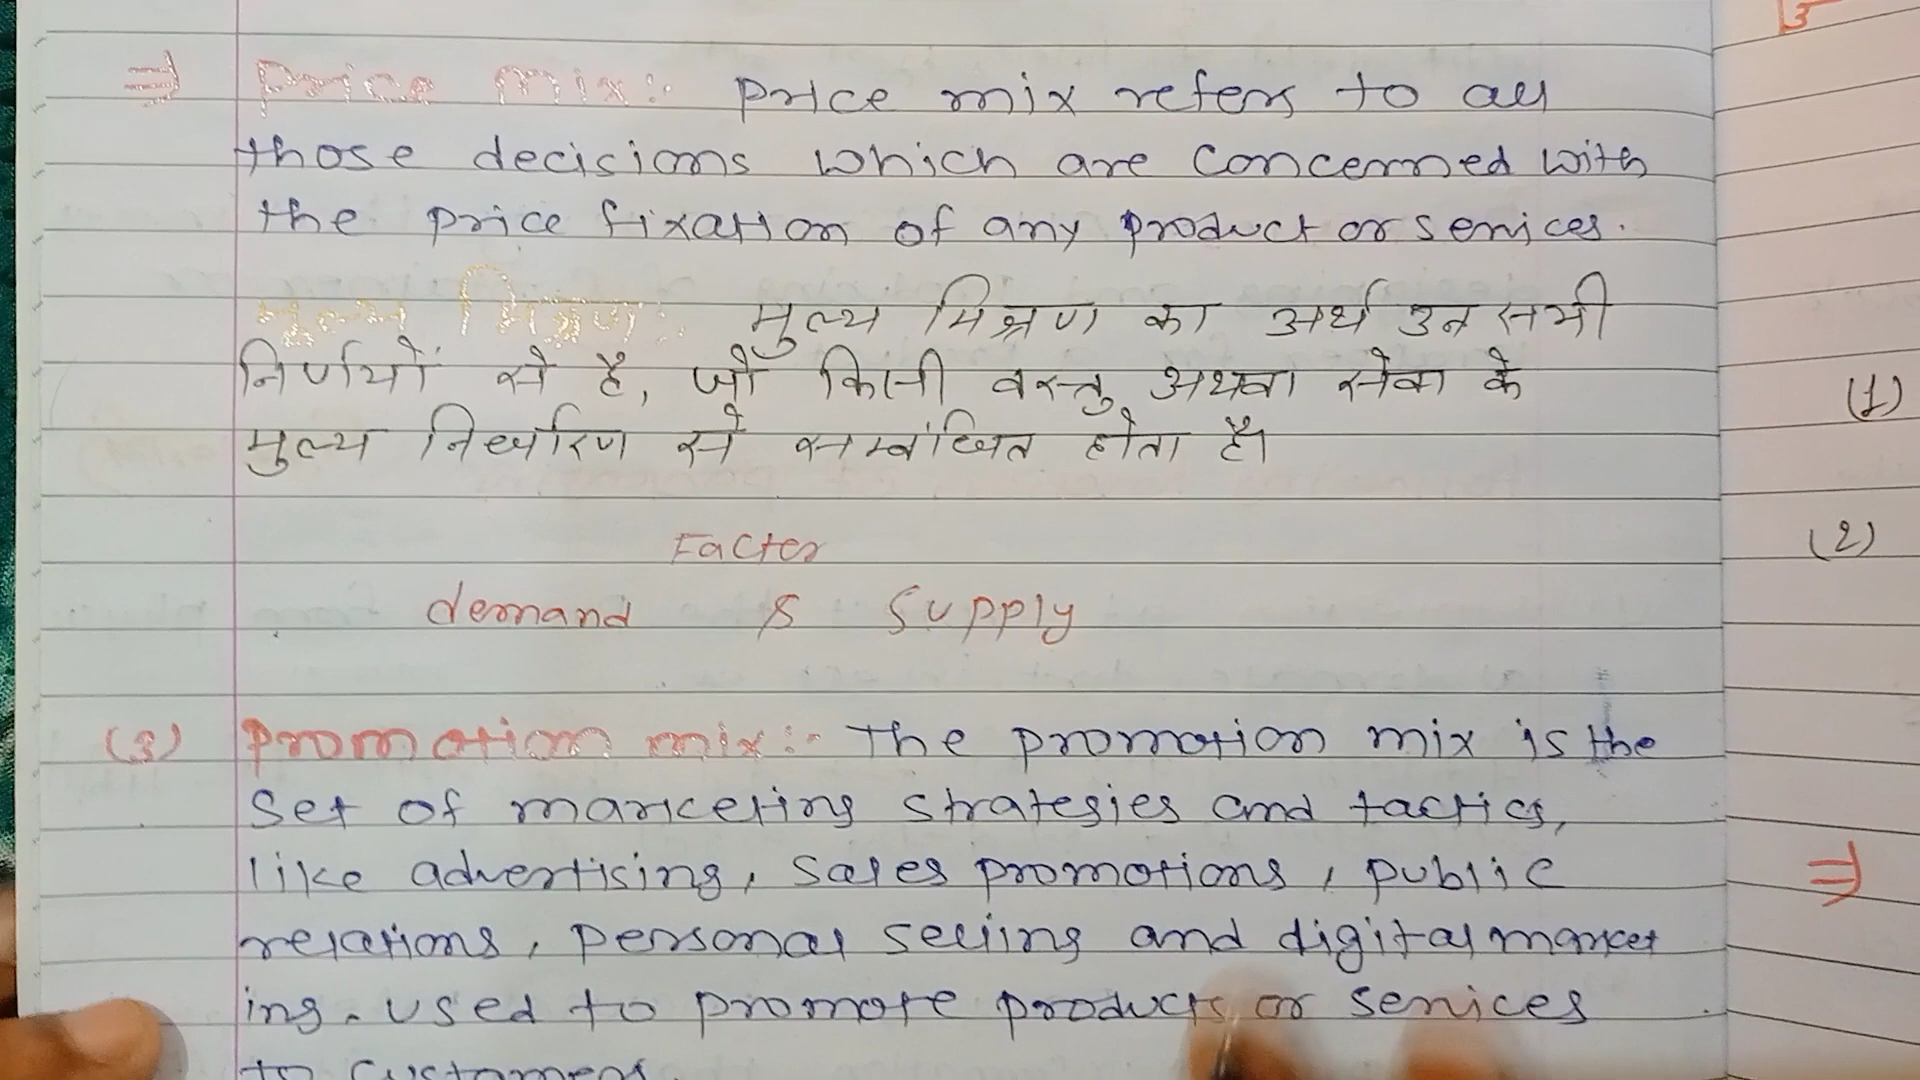 ⇒ Price mix:- Price mix refers to all
those decisions which are concerned with
the price fixation of any product or services.
मुल्य मिश्रण:- मुल्य मिश्रण का अर्थ उन सभी
निर्णयों से है, जो किसी वस्तु अथवा सेवा के
मुल्य निर्धारण से सम्बंधित होता है।
Facter
demand & Supply
(3) Promotion mix:- The promotion mix is the
set of marketing strategies and tactics,
like advertising, sales promotions, public
relations, personal selling and digital market
ing. used to promote products or services
to customers.
3
(1)
(2)
⇒